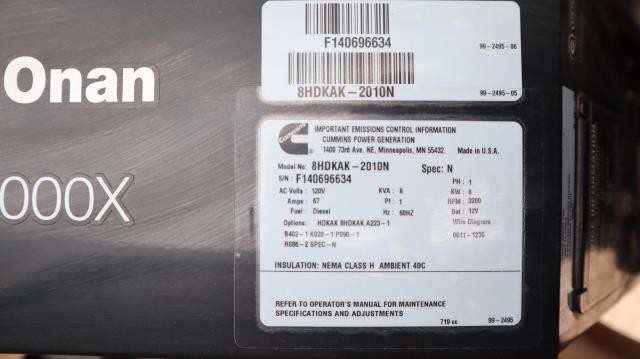 F140696634
99-2495-06
8HDKAK-2010N
99-2495-05
Onan
000X
IMPORTANT EMISSIONS CONTROL INFORMATION
CUMMINS POWER GENERATION
1400 73rd Ave. NE, Minneapolis, MN 55432. Made in U.S.A.
Model No: 8HDKAK-2010N Spec: N
S/N : F140696634 PH : 1
AC Volts : 120V KVA : 8 KW : 8
Amps : 67 Pf : 1 RPM : 3200
Fuel : Diesel Hz : 60HZ Bat : 12V
Options: HDKAK 8HDKAK A223-1 Wire Diagram :
B402-1 K028-1 P090-1 0611-1236
R086-2 SPEC-N
INSULATION: NEMA CLASS H AMBIENT 40C
REFER TO OPERATOR'S MANUAL FOR MAINTENANCE
SPECIFICATIONS AND ADJUSTMENTS
719 cc 99-2495